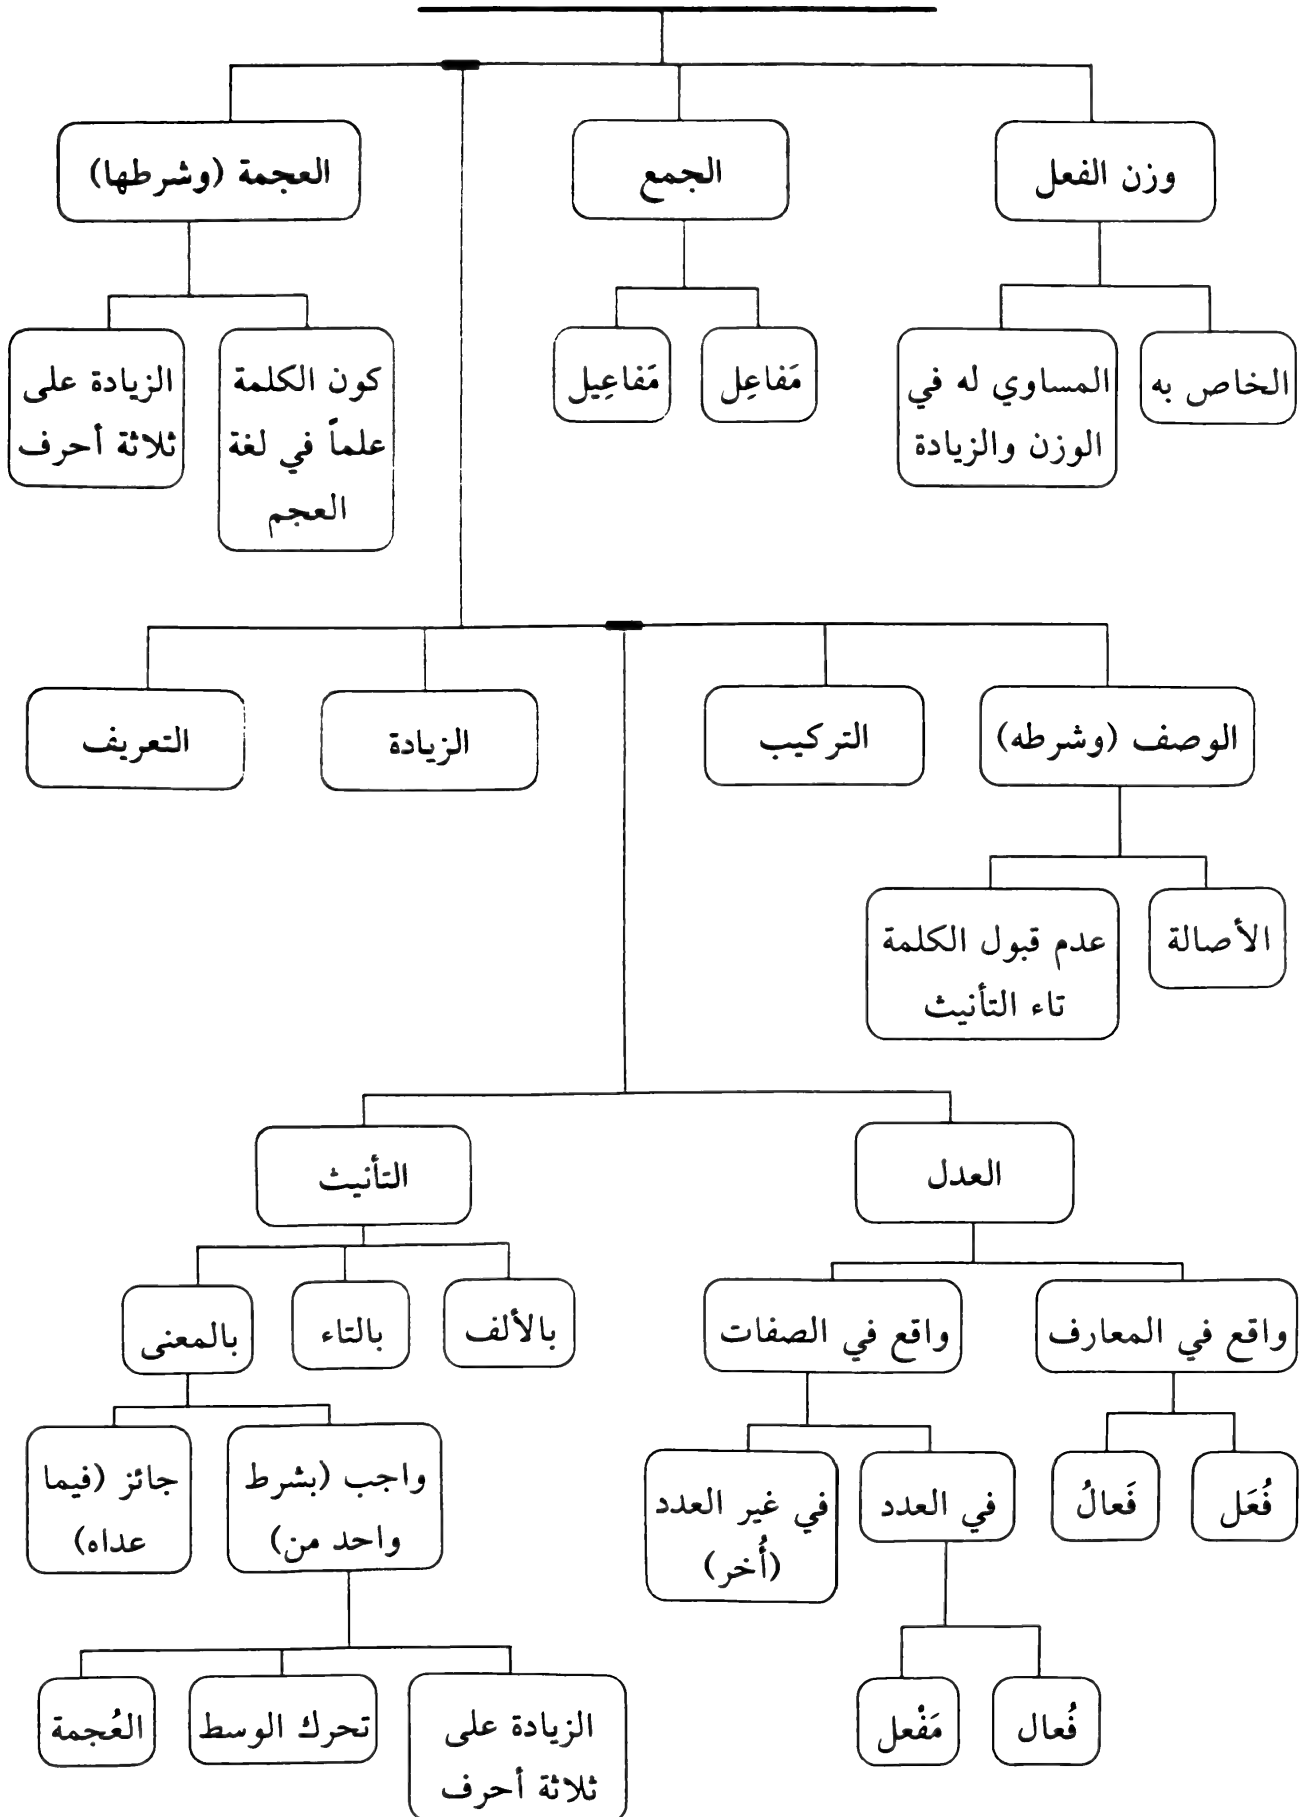 وزن الفعل
الجمع
العجمة (وشرطها)
الخاص به
المساوي له في
الوزن والزيادة
مَفاعِل
مَفاعِيل
كون الكلمة
علماً في لغة
العجم
الزيادة على
ثلاثة أحرف
الوصف (وشرطه)
التركيب
الزيادة
التعريف
الأصالة
عدم قبول الكلمة
تاء التأنيث
العدل
التأنيث
واقع في المعارف
واقع في الصفات
بالألف
بالتاء
بالمعنى
فُعَل
فَعالُ
في العدد
في غير العدد
(أُخر)
واجب (بشرط
واحد من)
جائز (فيما
عداه)
فُعال
مَفْعل
الزيادة على
ثلاثة أحرف
تحرك الوسط
العُجمة